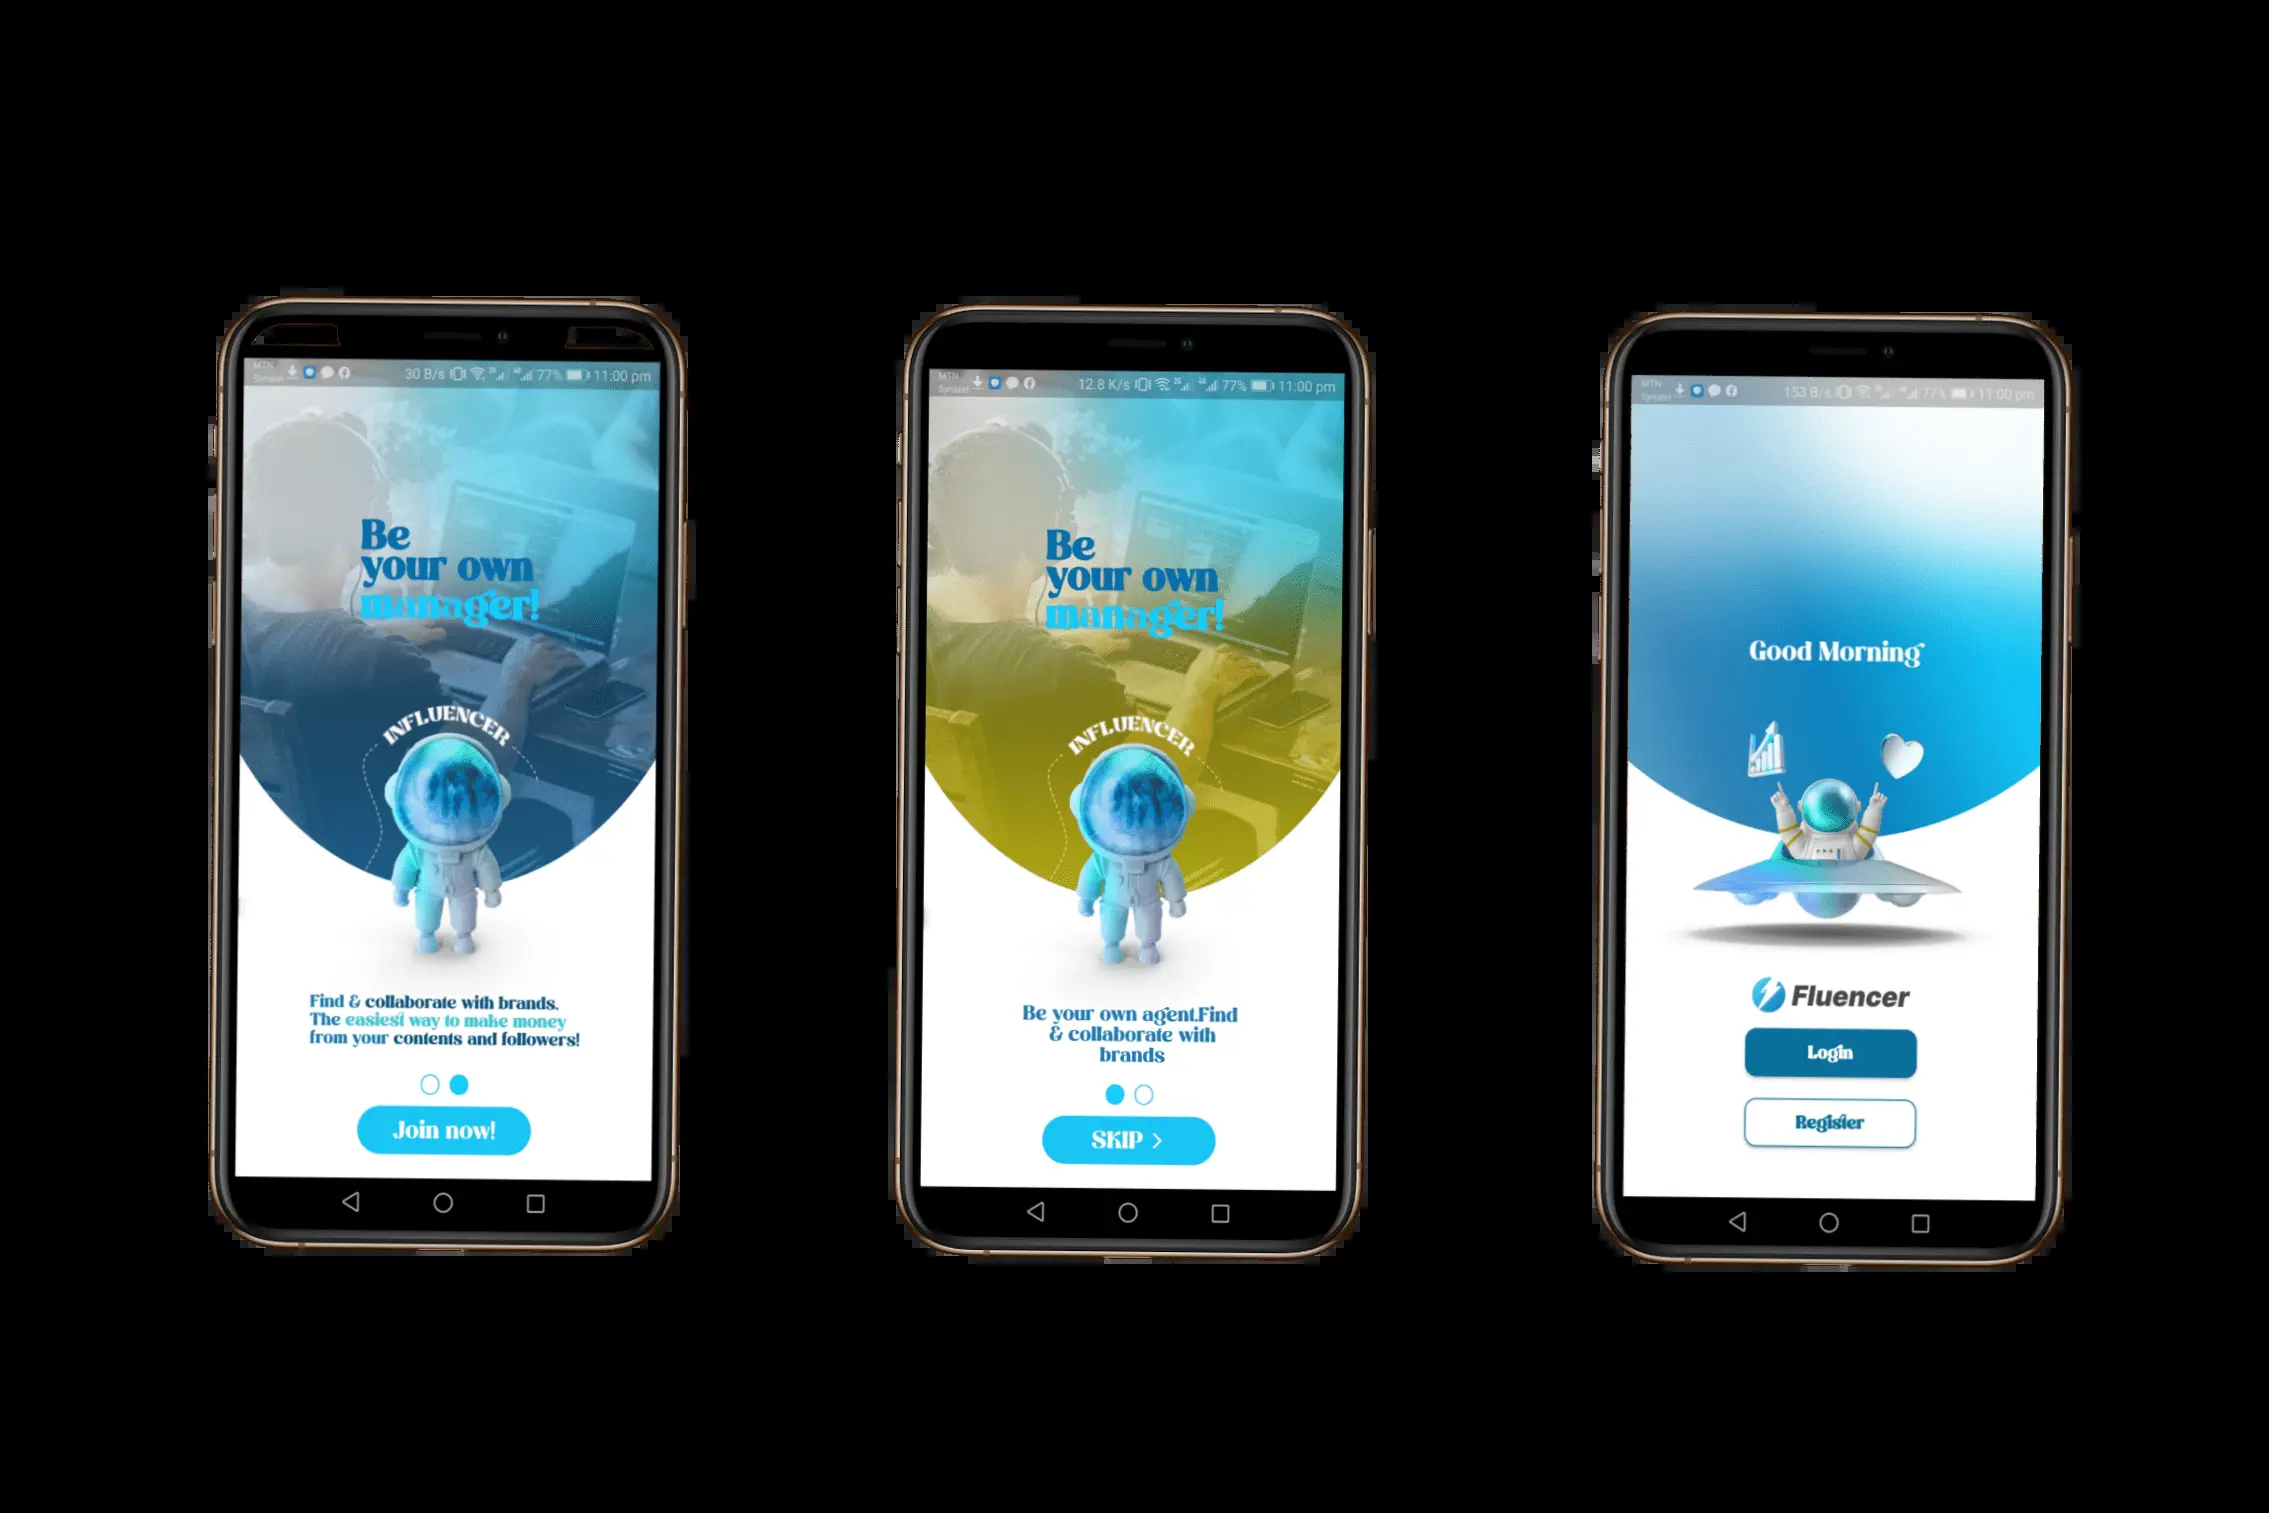 MTN
Syriatel
30 B/s 77% 11:00 pm
Be
your own
manager!
INFLUENCER
Find & collaborate with brands.
The easiest way to make money
from your contents and followers!
Join now!
MTN
Syriatel
12.8 K/s 77% 11:00 pm
Be
your own
manager!
INFLUENCER
Be your own agent.Find
& collaborate with
brands
SKIP >
MTN
Syriatel
153 B/s 77% 11:00 pm
Good Morning
Fluencer
Login
Register